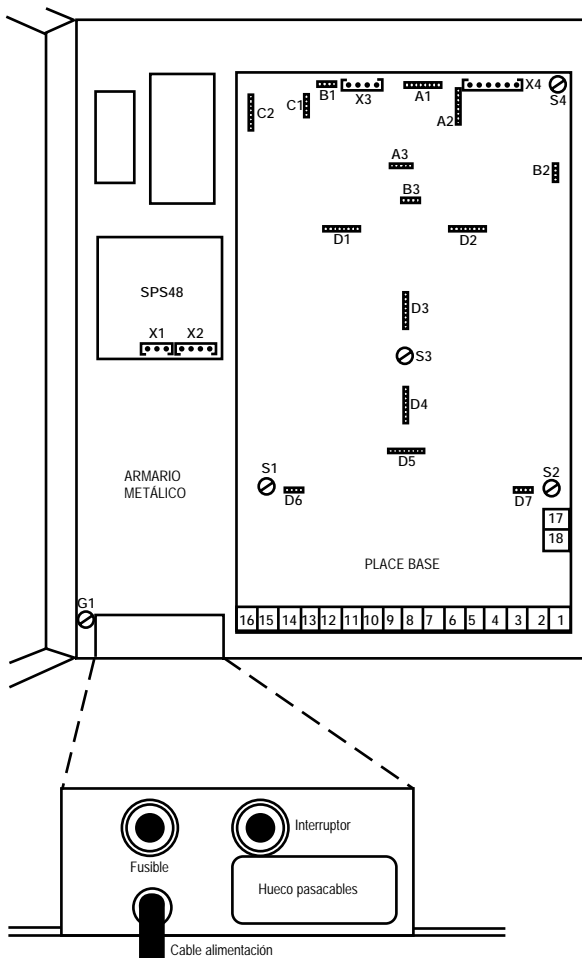 B1
X3
A1
X4
S4
C2
C1
A2
A3
B2
B3
D1
D2
SPS48
X1
X2
D3
S3
D4
D5
S1
S2
D6
D7
ARMARIO
METÁLICO
17
18
PLACE BASE
G1
16 15 14 13 12 11 10 9 8 7 6 5 4 3 2 1
Interruptor
Fusible
Hueco pasacables
Cable alimentación